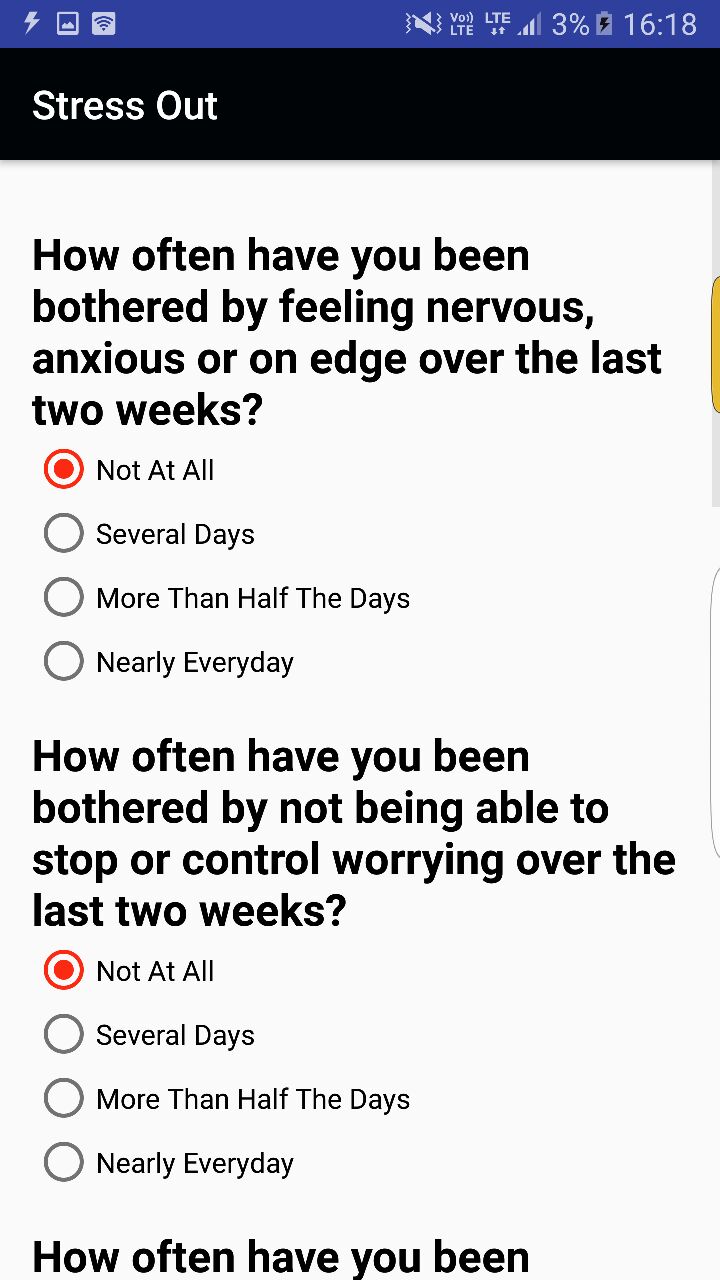 Vo)) LTE LTE 3% 16:18
Stress Out
How often have you been
bothered by feeling nervous,
anxious or on edge over the last
two weeks?
Not At All
Several Days
More Than Half The Days
Nearly Everyday
How often have you been
bothered by not being able to
stop or control worrying over the
last two weeks?
Not At All
Several Days
More Than Half The Days
Nearly Everyday
How often have you been